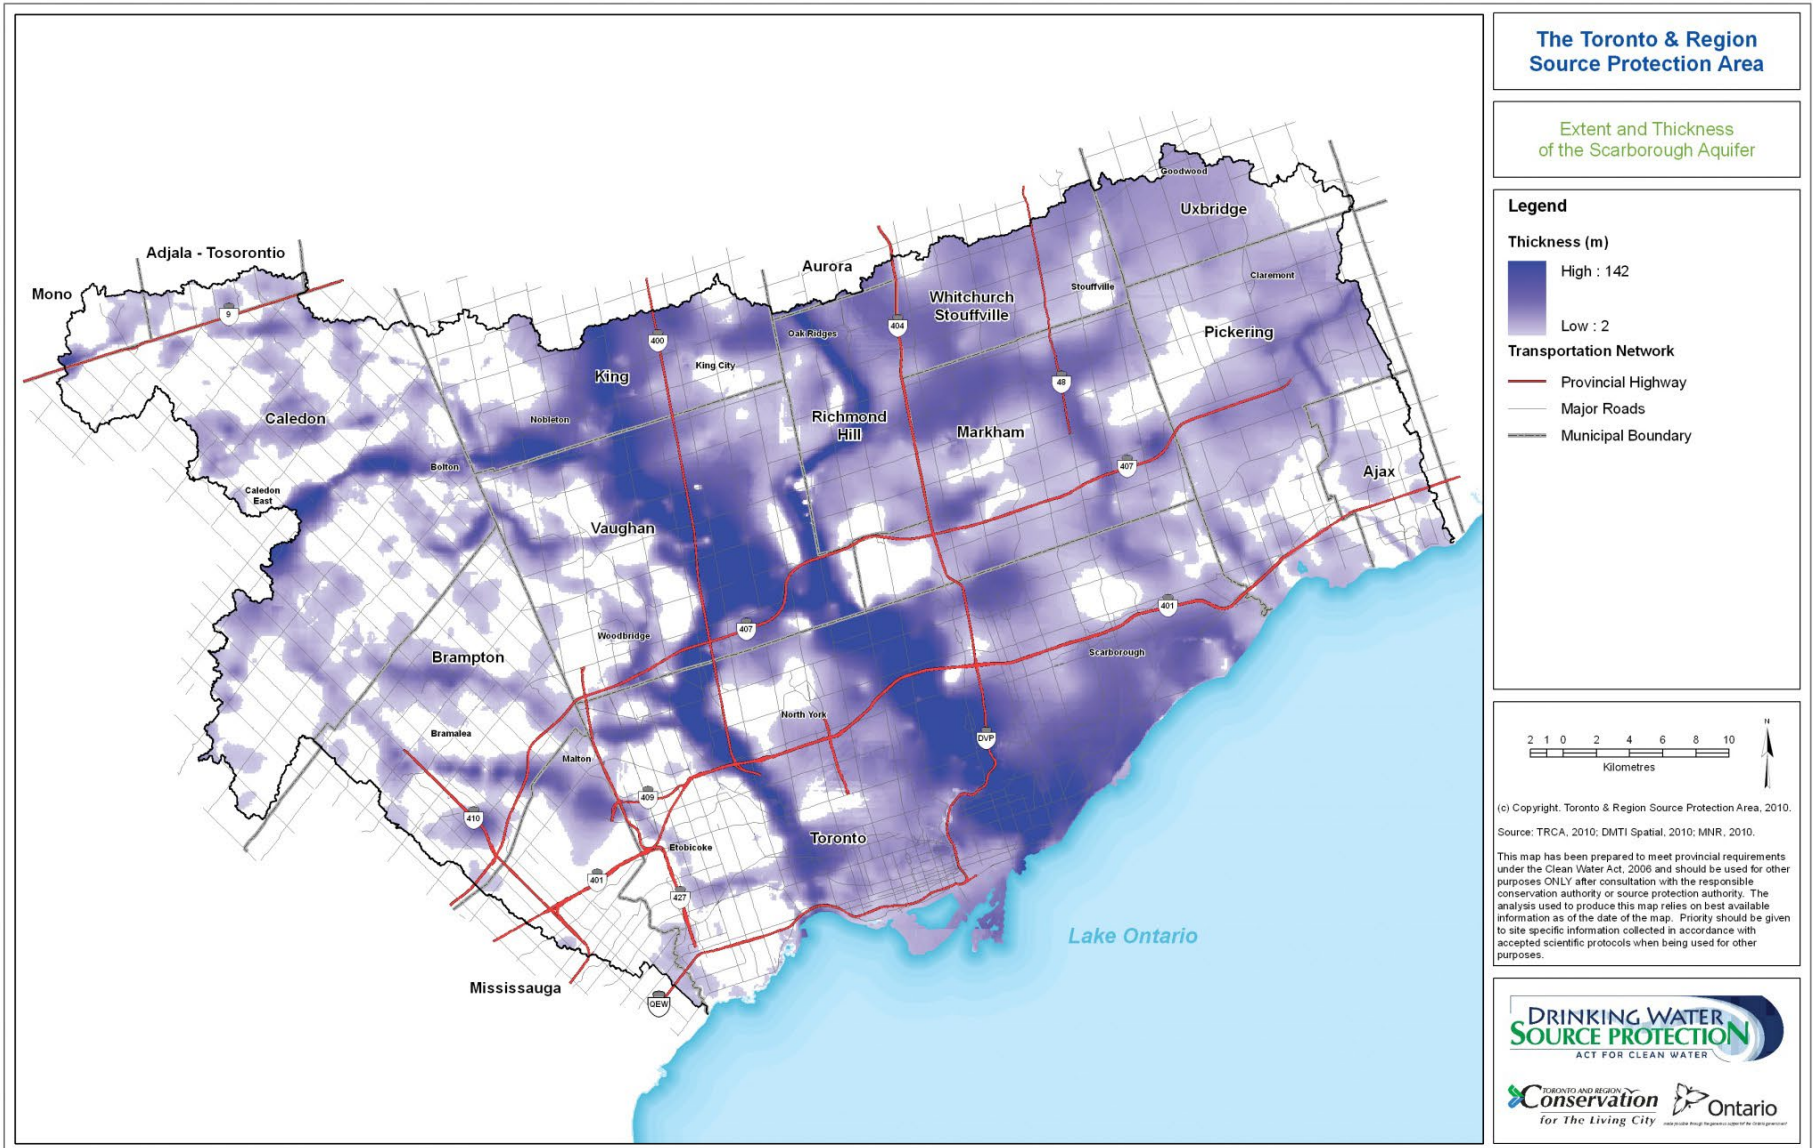 The Toronto & Region
Source Protection Area
Extent and Thickness
of the Scarborough Aquifer
Legend
Thickness (m)
High : 142
Low : 2
Transportation Network
Provincial Highway
Major Roads
Municipal Boundary
2 1 0 2 4 6 8 10
Kilometres
N
(c) Copyright. Toronto & Region Source Protection Area, 2010.
Source: TRCA, 2010; DMTI Spatial, 2010; MNR, 2010.
This map has been prepared to meet provincial requirements
under the Clean Water Act, 2006 and should be used for other
purposes ONLY after consultation with the responsible
conservation authority or source protection authority. The
analysis used to produce this map relies on best available
information as of the date of the map. Priority should be given
to site specific information collected in accordance with
accepted scientific protocols when being used for other
purposes.
DRINKING WATER
SOURCE PROTECTION
ACT FOR CLEAN WATER
TORONTO AND REGION
Conservation
for The Living City
Ontario
Goodwood
Uxbridge
Adjala - Tosorontio
Mono
9
Aurora
Claremont
Stouffville
Whitchurch
Stouffville
404
Pickering
Oak Ridges
400
King City
King
48
Caledon
Nobleton
Richmond
Hill
Markham
Bolton
407
Ajax
Caledon
East
Vaughan
401
407
Woodbridge
Scarborough
Brampton
North York
Bramalea
DVP
Malton
409
410
Toronto
Etobicoke
401
427
Lake Ontario
Mississauga
QEW